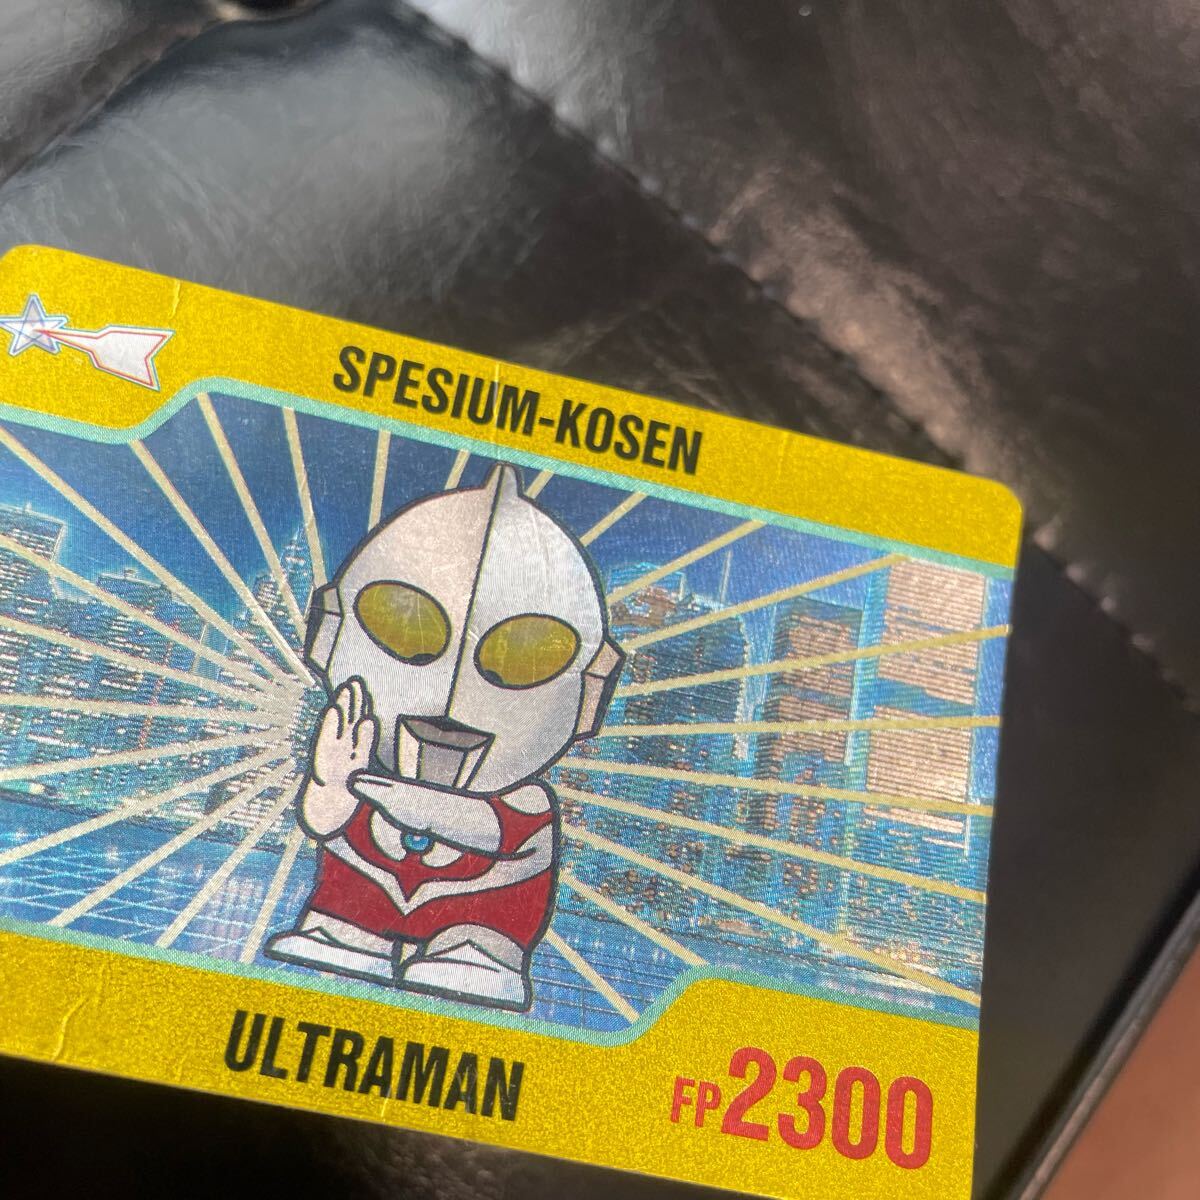 SPESIUM-KOSEN
ULTRAMAN
FP2300